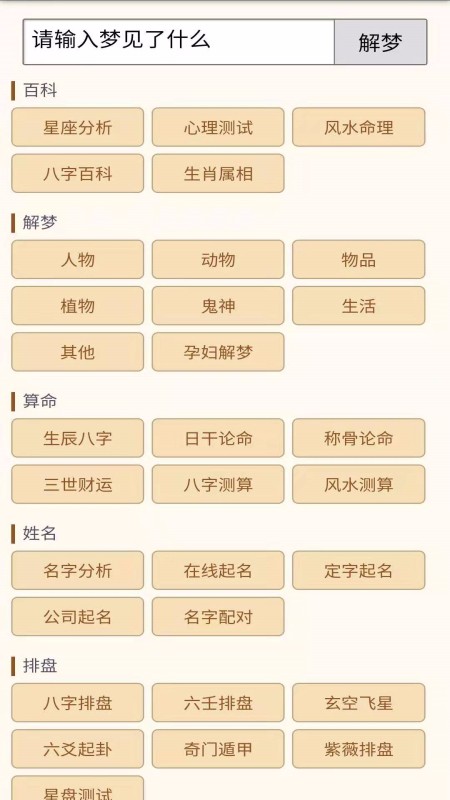 请输入梦见了什么 解梦
百科
星座分析 心理测试 风水命理
八字百科 生肖属相
解梦
人物 动物 物品
植物 鬼神 生活
其他 孕妇解梦
算命
生辰八字 日干论命 称骨论命
三世财运 八字测算 风水测算
姓名
名字分析 在线起名 定字起名
公司起名 名字配对
排盘
八字排盘 六壬排盘 玄空飞星
六爻起卦 奇门遁甲 紫薇排盘
星盘测试